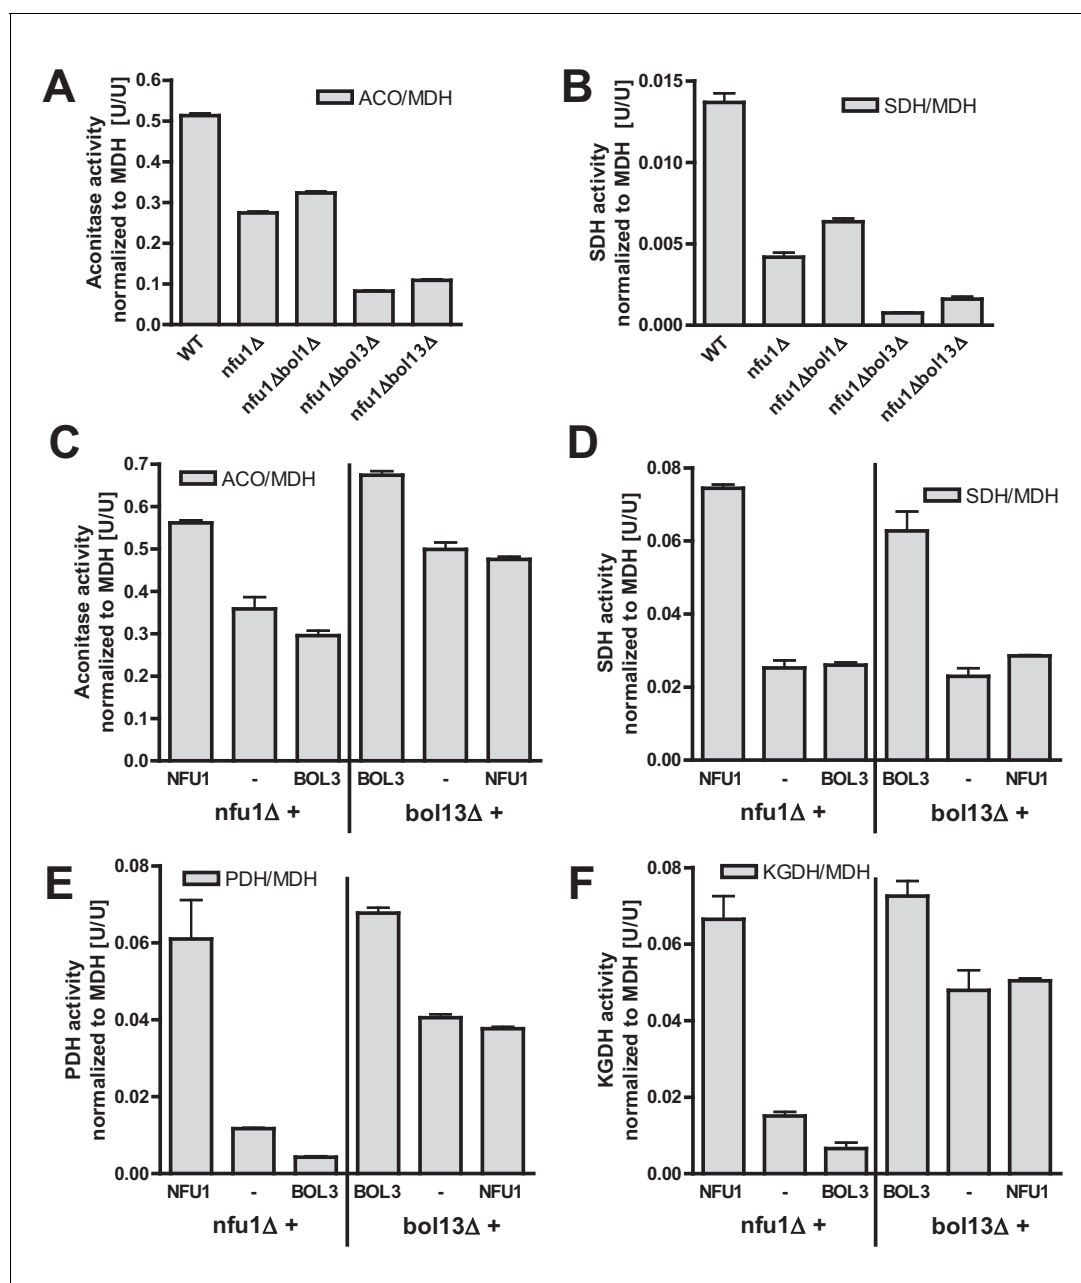 A
Aconitase activity
normalized to MDH [U/U]
0.6
0.5
0.4
0.3
0.2
0.1
0.0
ACO/MDH
WT
nfu1Δ
nfu1Δbol1Δ
nfu1Δbol3Δ
nfu1Δbol13Δ
B
SDH activity
normalized to MDH [U/U]
0.015
0.010
0.005
0.000
SDH/MDH
WT
nfu1Δ
nfu1Δbol1Δ
nfu1Δbol3Δ
nfu1Δbol13Δ
C
Aconitase activity
normalized to MDH [U/U]
0.7
0.6
0.5
0.4
0.3
0.2
0.1
0.0
ACO/MDH
NFU1 - BOL3 BOL3 - NFU1
nfu1Δ + bol13Δ +
D
SDH activity
normalized to MDH [U/U]
0.08
0.06
0.04
0.02
0.00
SDH/MDH
NFU1 - BOL3 BOL3 - NFU1
nfu1Δ + bol13Δ +
E
PDH activity
normalized to MDH [U/U]
0.08
0.06
0.04
0.02
0.00
PDH/MDH
NFU1 - BOL3 BOL3 - NFU1
nfu1Δ + bol13Δ +
F
KGDH activity
normalized to MDH [U/U]
0.08
0.06
0.04
0.02
0.00
KGDH/MDH
NFU1 - BOL3 BOL3 - NFU1
nfu1Δ + bol13Δ +